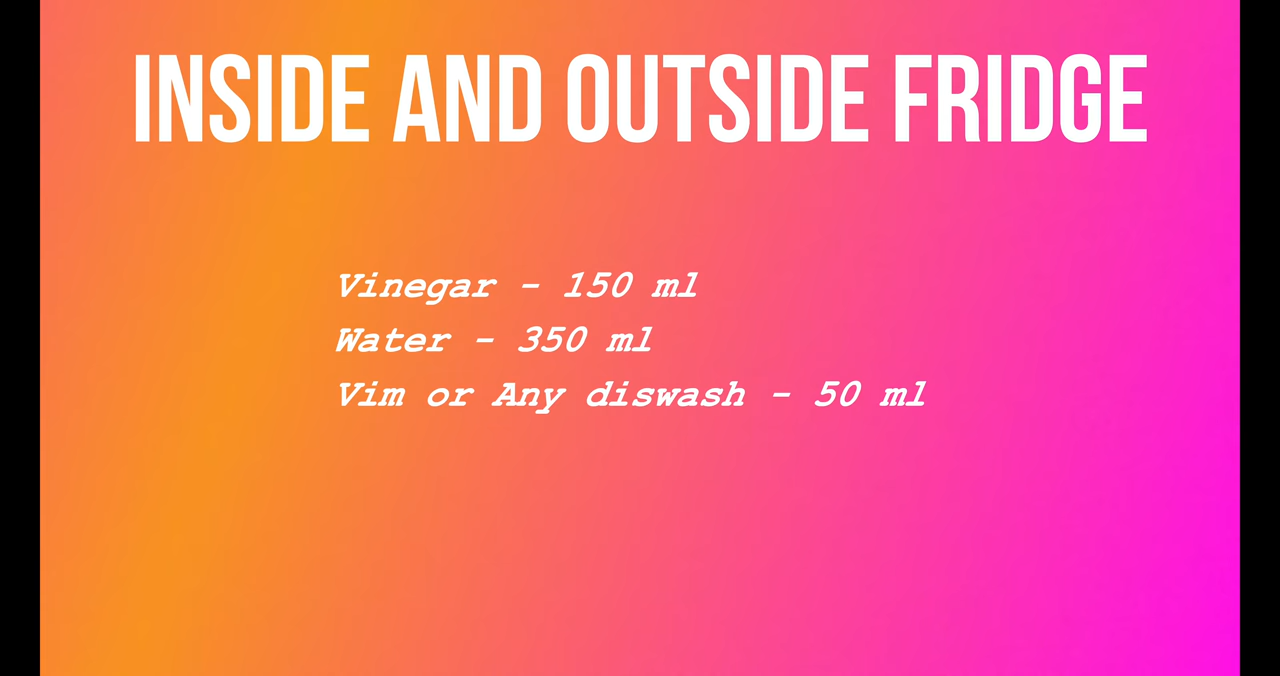 INSIDE AND OUTSIDE FRIDGE
Vinegar - 150 ml
Water - 350 ml
Vim or Any diswash - 50 ml